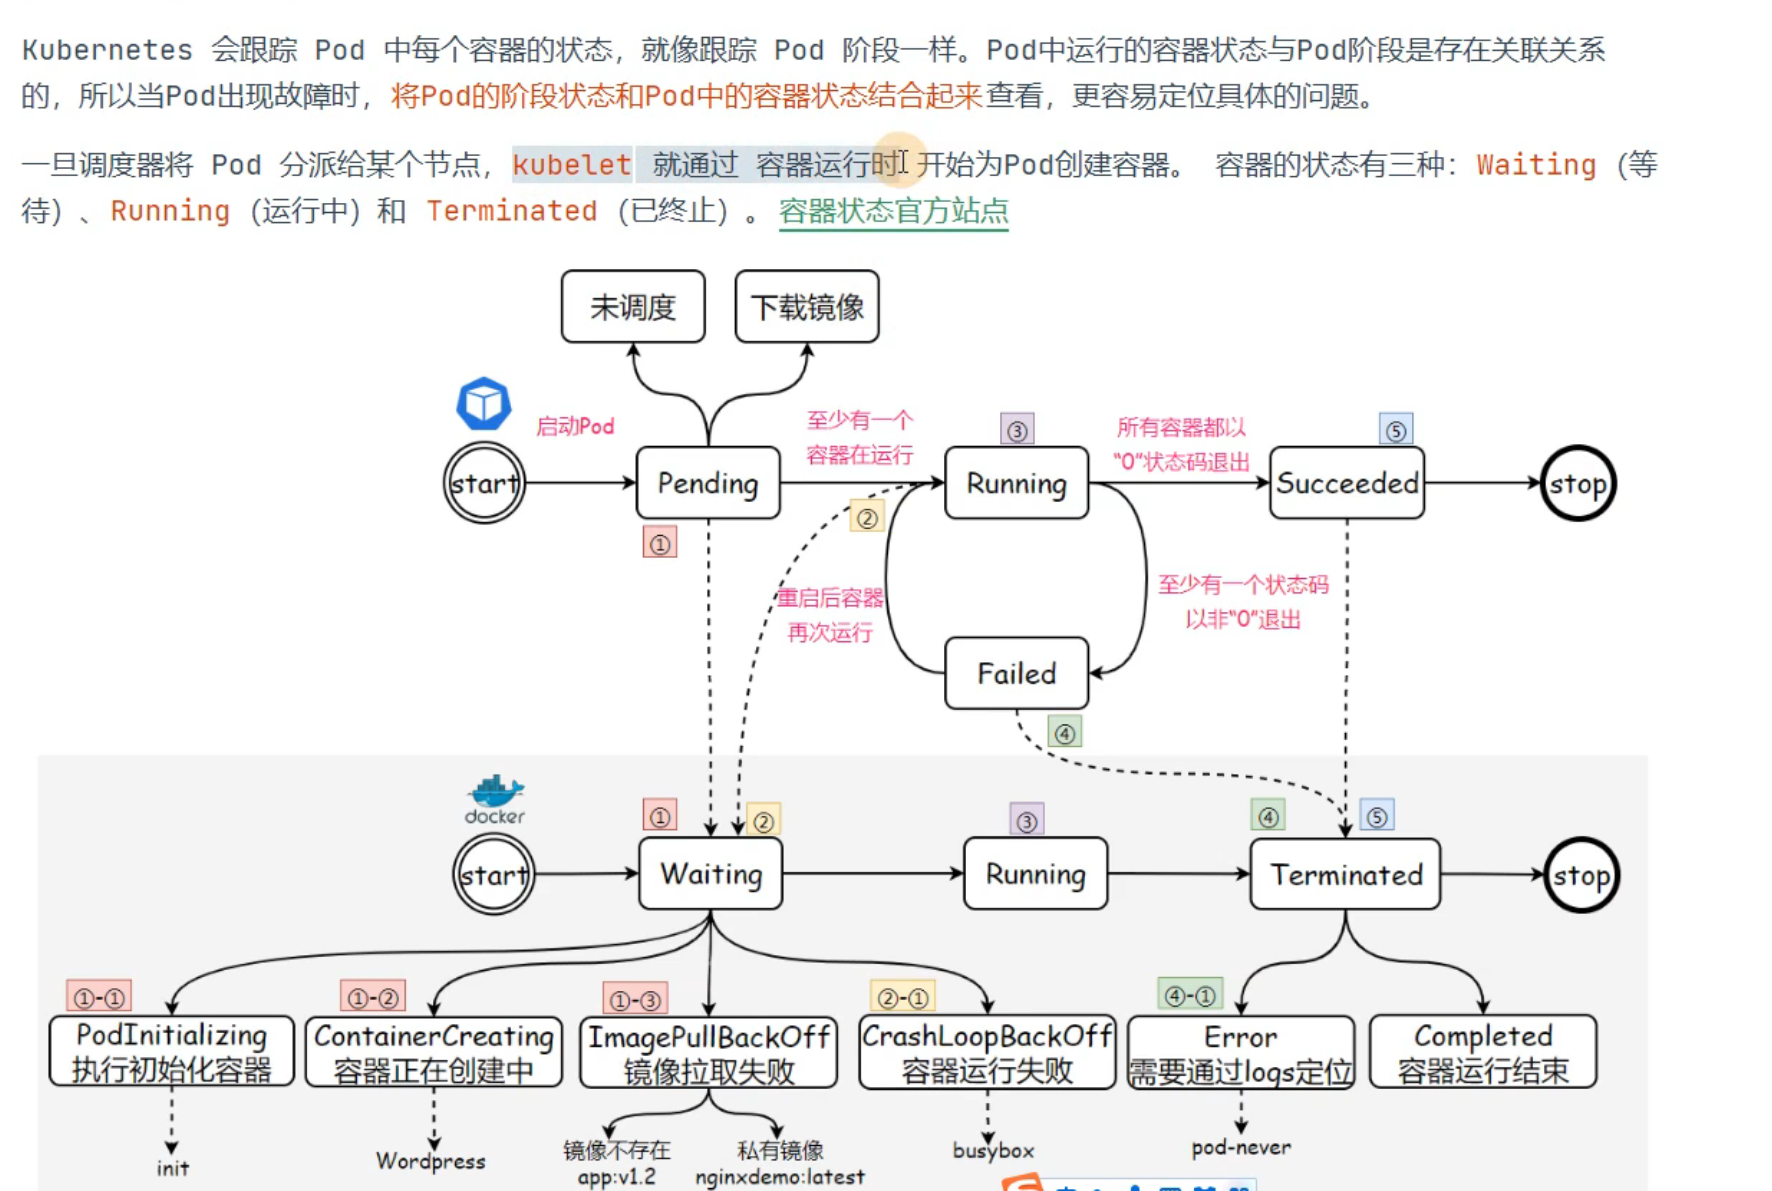 Kubernetes 会跟踪 Pod 中每个容器的状态，就像跟踪 Pod 阶段一样。Pod中运行的容器状态与Pod阶段是存在关联关系
的，所以当Pod出现故障时，将Pod的阶段状态和Pod中的容器状态结合起来查看，更容易定位具体的问题。
一旦调度器将 Pod 分派给某个节点，kubelet 就通过 容器运行时 开始为Pod创建容器。 容器的状态有三种：Waiting（等
待）、Running（运行中）和 Terminated（已终止）。容器状态官方站点
未调度
下载镜像
启动Pod
至少有一个
容器在运行
③
所有容器都以
“0”状态码退出
⑤
start
Pending
Running
Succeeded
stop
①
②
重启后容器
再次运行
至少有一个状态码
以非“0”退出
Failed
④
docker
①
②
③
④
⑤
start
Waiting
Running
Terminated
stop
①-①
①-②
①-③
②-①
④-①
PodInitializing
执行初始化容器
ContainerCreating
容器正在创建中
ImagePullBackOff
镜像拉取失败
CrashLoopBackOff
容器运行失败
Error
需要通过logs定位
Completed
容器运行结束
init
Wordpress
镜像不存在
app:v1.2
私有镜像
nginxdemo:latest
busybox
pod-never